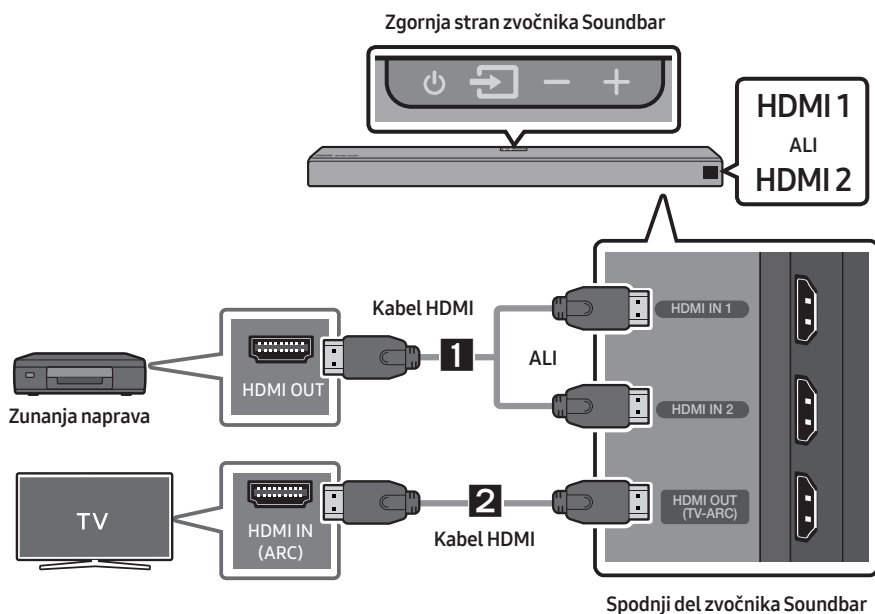 Zgornja stran zvočnika Soundbar
HDMI 1
ALI
HDMI 2
Kabel HDMI
HDMI IN 1
1
ALI
HDMI OUT
Zunanja naprava
HDMI IN 2
TV
HDMI IN
(ARC)
2
Kabel HDMI
HDMI OUT
(TV-ARC)
Spodnji del zvočnika Soundbar